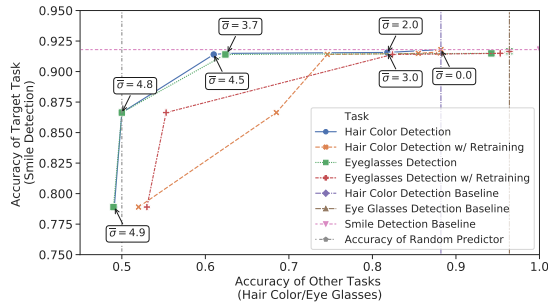 0.950
0.925
0.900
0.875
0.850
0.825
0.800
0.775
0.750
Accuracy of Target Task
(Smile Detection)
σ̅ = 3.7
σ̅ = 2.0
σ̅ = 4.8
σ̅ = 4.5
σ̅ = 3.0
σ̅ = 0.0
σ̅ = 4.9
Task
Hair Color Detection
Hair Color Detection w/ Retraining
Eyeglasses Detection
Eyeglasses Detection w/ Retraining
Hair Color Detection Baseline
Eye Glasses Detection Baseline
Smile Detection Baseline
Accuracy of Random Predictor
0.5 0.6 0.7 0.8 0.9 1.0
Accuracy of Other Tasks
(Hair Color/Eye Glasses)